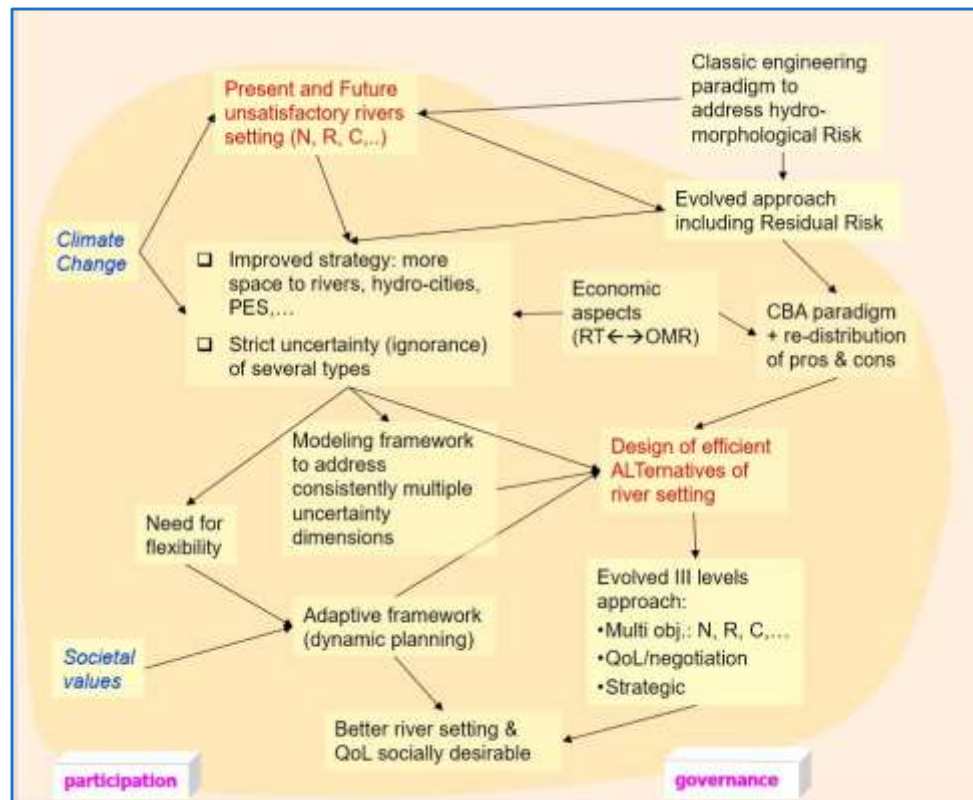 Classic engineering
paradigm to
address hydro-
morphological Risk
Present and Future
unsatisfactory rivers
setting (N, R, C,..)
Evolved approach
including Residual Risk
Climate
Change
❑ Improved strategy: more
space to rivers, hydro-cities,
PES,…
❑ Strict uncertainty (ignorance)
of several types
Economic
aspects
(RT←→OMR)
CBA paradigm
+ re-distribution
of pros & cons
Modeling framework
to address
consistently multiple
uncertainty
dimensions
Design of efficient
ALTernatives of
river setting
Need for
flexibility
Evolved III levels
approach:
•Multi obj.: N, R, C,…
•QoL/negotiation
•Strategic
Adaptive framework
(dynamic planning)
Societal
values
Better river setting &
QoL socially desirable
participation
governance